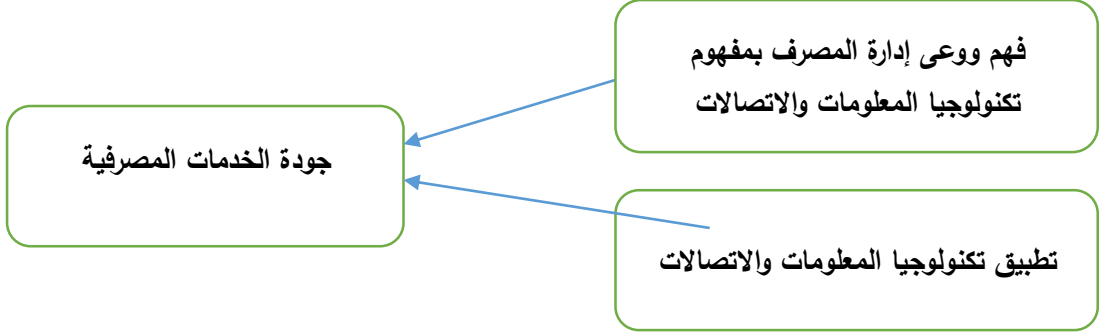 فهم ووعى إدارة المصرف بمفهوم
تكنولوجيا المعلومات والاتصالات
جودة الخدمات المصرفية
تطبيق تكنولوجيا المعلومات والاتصالات